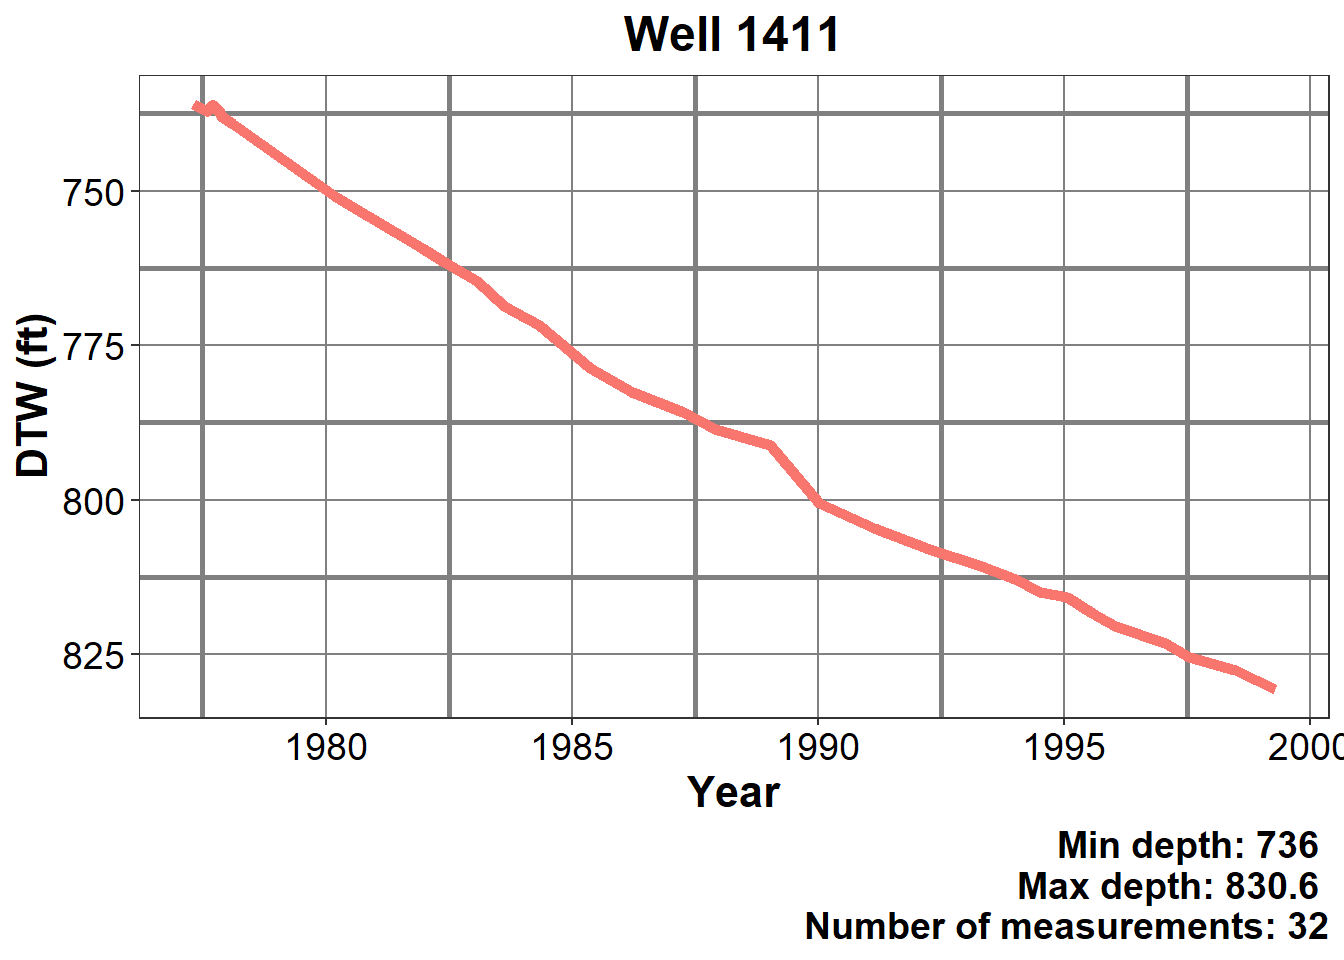 Well 1411
DTW (ft)
750
775
800
825
1980
1985
1990
1995
2000
Year
Min depth: 736
Max depth: 830.6
Number of measurements: 32